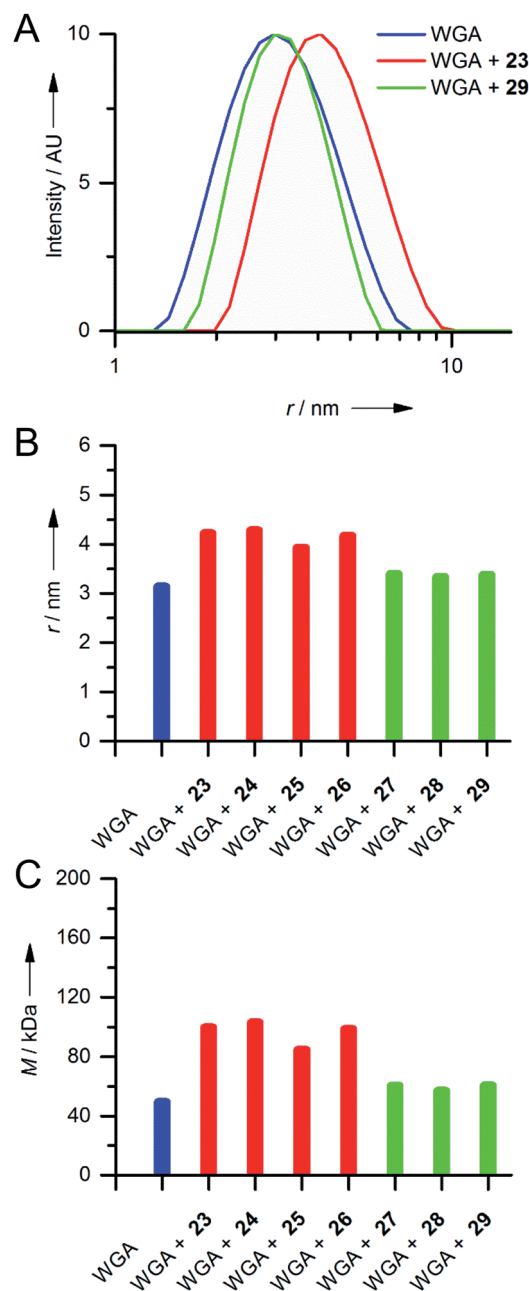 A
10
5
0
Intensity / AU
WGA
WGA + 23
WGA + 29
1
10
r / nm
B
6
5
4
3
2
1
0
r / nm
WGA
WGA + 23
WGA + 24
WGA + 25
WGA + 26
WGA + 27
WGA + 28
WGA + 29
C
200
160
120
80
40
0
M / kDa
WGA
WGA + 23
WGA + 24
WGA + 25
WGA + 26
WGA + 27
WGA + 28
WGA + 29